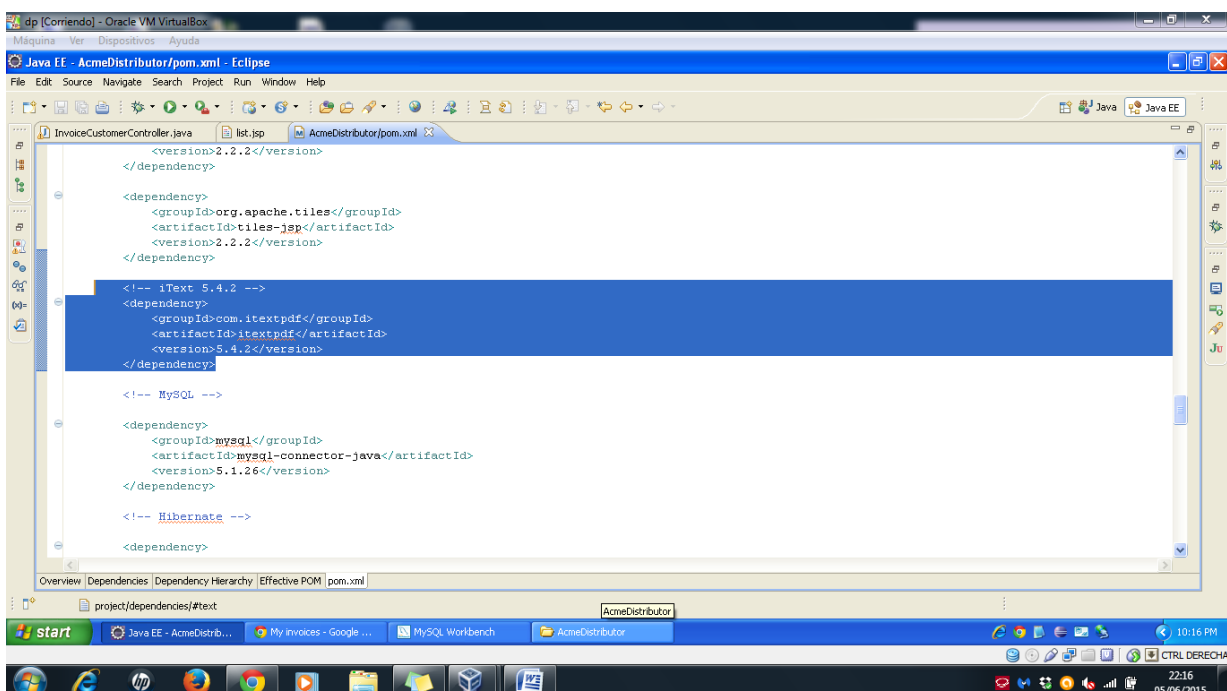 dp [Corriendo] - Oracle VM VirtualBox
Máquina Ver Dispositivos Ayuda
Java EE - AcmeDistributor/pom.xml - Eclipse
File Edit Source Navigate Search Project Run Window Help
Java Java EE
InvoiceCustomerController.java list.jsp AcmeDistributor/pom.xml
<version>2.2.2</version>
</dependency>
<dependency>
<groupId>org.apache.tiles</groupId>
<artifactId>tiles-jsp</artifactId>
<version>2.2.2</version>
</dependency>
<!-- iText 5.4.2 -->
<dependency>
<groupId>com.itextpdf</groupId>
<artifactId>itextpdf</artifactId>
<version>5.4.2</version>
</dependency>
<!-- MySQL -->
<dependency>
<groupId>mysql</groupId>
<artifactId>mysql-connector-java</artifactId>
<version>5.1.26</version>
</dependency>
<!-- Hibernate -->
<dependency>
Overview Dependencies Dependency Hierarchy Effective POM pom.xml
project/dependencies/#text
AcmeDistributor
start Java EE - AcmeDistrib... My invoices - Google ... MySQL Workbench AcmeDistributor 10:16 PM
CTRL DERECHA
22:16
05/06/2015